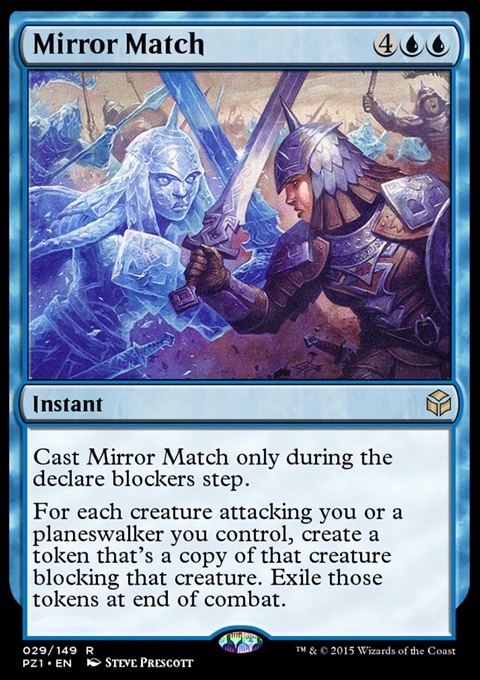 Mirror Match 4
Instant
Cast Mirror Match only during the
declare blockers step.
For each creature attacking you or a
planeswalker you control, create a
token that's a copy of that creature
blocking that creature. Exile those
tokens at end of combat.
029/149 R
PZ1 • EN Steve Prescott
™ & © 2015 Wizards of the Coast